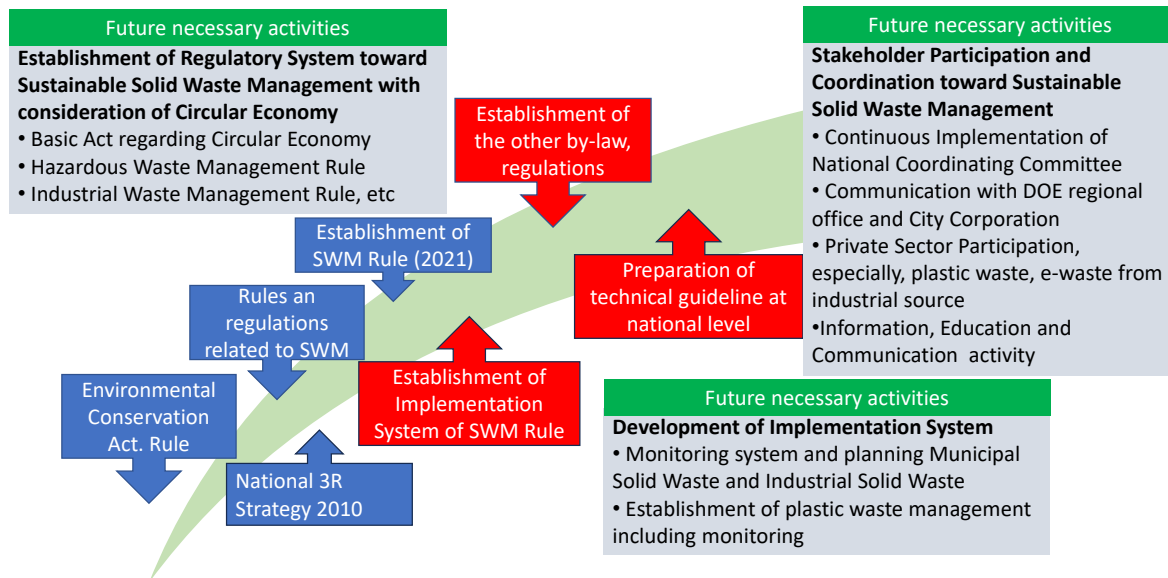 Future necessary activities
Establishment of Regulatory System toward
Sustainable Solid Waste Management with
consideration of Circular Economy
• Basic Act regarding Circular Economy
• Hazardous Waste Management Rule
• Industrial Waste Management Rule, etc
Establishment of
the other by-law,
regulations
Future necessary activities
Stakeholder Participation and
Coordination toward Sustainable
Solid Waste Management
• Continuous Implementation of
National Coordinating Committee
• Communication with DOE regional
office and City Corporation
• Private Sector Participation,
especially, plastic waste, e-waste from
industrial source
•Information, Education and
Communication  activity
Establishment of
SWM Rule (2021)
Rules an
regulations
related to SWM
Environmental
Conservation
Act. Rule
National 3R
Strategy 2010
Establishment of
Implementation
System of SWM Rule
Preparation of
technical guideline at
national level
Future necessary activities
Development of Implementation System
• Monitoring system and planning Municipal
Solid Waste and Industrial Solid Waste
• Establishment of plastic waste management
including monitoring